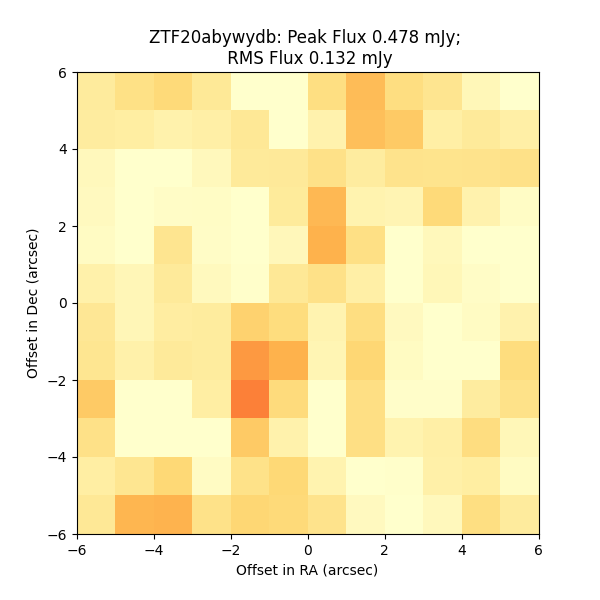 ZTF20abywydb: Peak Flux 0.478 mJy;
RMS Flux 0.132 mJy
6
4
2
0
−2
−4
−6
Offset in Dec (arcsec)
−6 −4 −2 0 2 4 6
Offset in RA (arcsec)